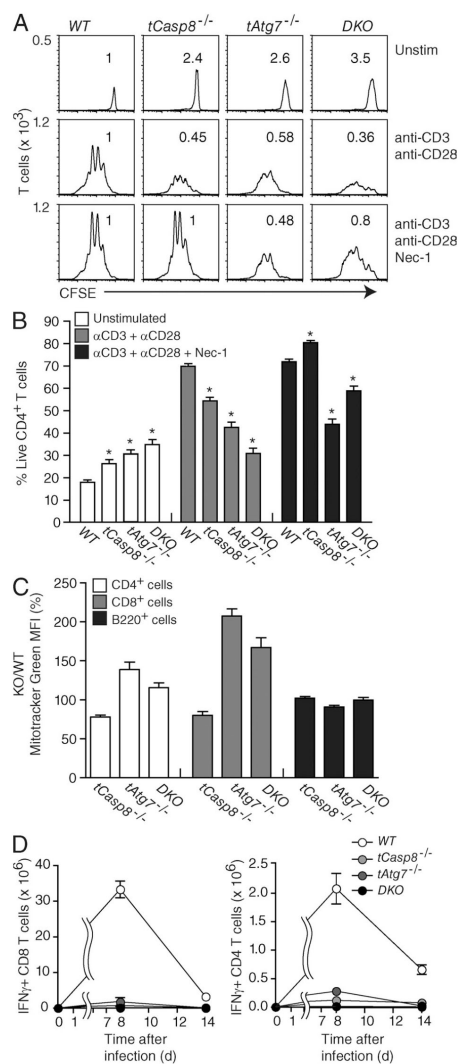 A
WT tCasp8-/- tAtg7-/- DKO
0.5
1 2.4 2.6 3.5
Unstim
T cells (x 10³)
1.2
1 0.45 0.58 0.36
anti-CD3
anti-CD28
1.2
1 1 0.48 0.8
anti-CD3
anti-CD28
Nec-1
CFSE
B
Unstimulated
αCD3 + αCD28
αCD3 + αCD28 + Nec-1
% Live CD4+ T cells
90
80
70
60
50
40
30
20
10
0
* * * * * * * * *
WT tCasp8-/- tAtg7-/- DKO WT tCasp8-/- tAtg7-/- DKO WT tCasp8-/- tAtg7-/- DKO
C
CD4+ cells
CD8+ cells
B220+ cells
KO/WT
Mitotracker Green MFI (%)
250
200
150
100
50
0
tCasp8-/- tAtg7-/- DKO tCasp8-/- tAtg7-/- DKO tCasp8-/- tAtg7-/- DKO
D
WT
tCasp8-/-
tAtg7-/-
DKO
IFNγ+ CD8 T cells (x 10⁶)
40
30
20
10
0
0 1 7 8 10 12 14
Time after
infection (d)
IFNγ+ CD4 T cells (x 10⁶)
2.5
2.0
1.5
1.0
0.5
0.0
0 1 7 8 10 12 14
Time after
infection (d)